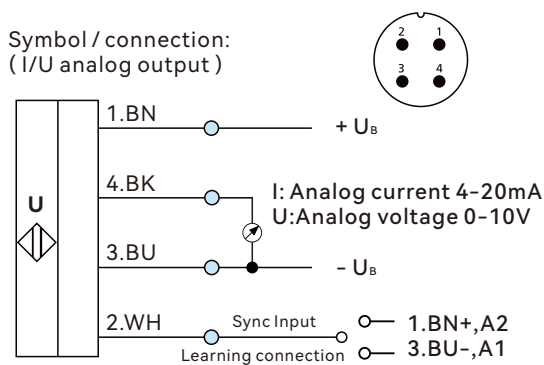 Symbol / connection:
( I/U analog output )
2 1
3 4
1.BN
+ UB
4.BK
I: Analog current 4-20mA
U:Analog voltage 0-10V
U
3.BU
- UB
2.WH
Sync Input
1.BN+,A2
Learning connection
3.BU-,A1